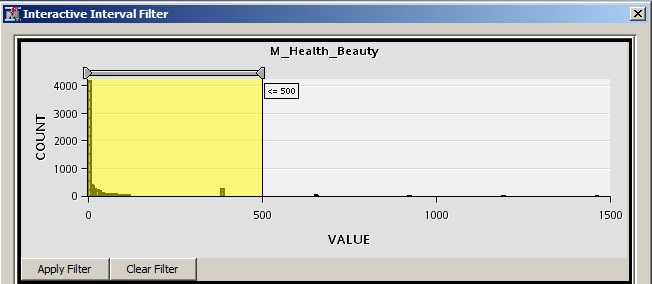 Interactive Interval Filter
M_Health_Beauty
<= 500
4000
3000
2000
1000
0
COUNT
0 500 1000 1500
VALUE
Apply Filter Clear Filter